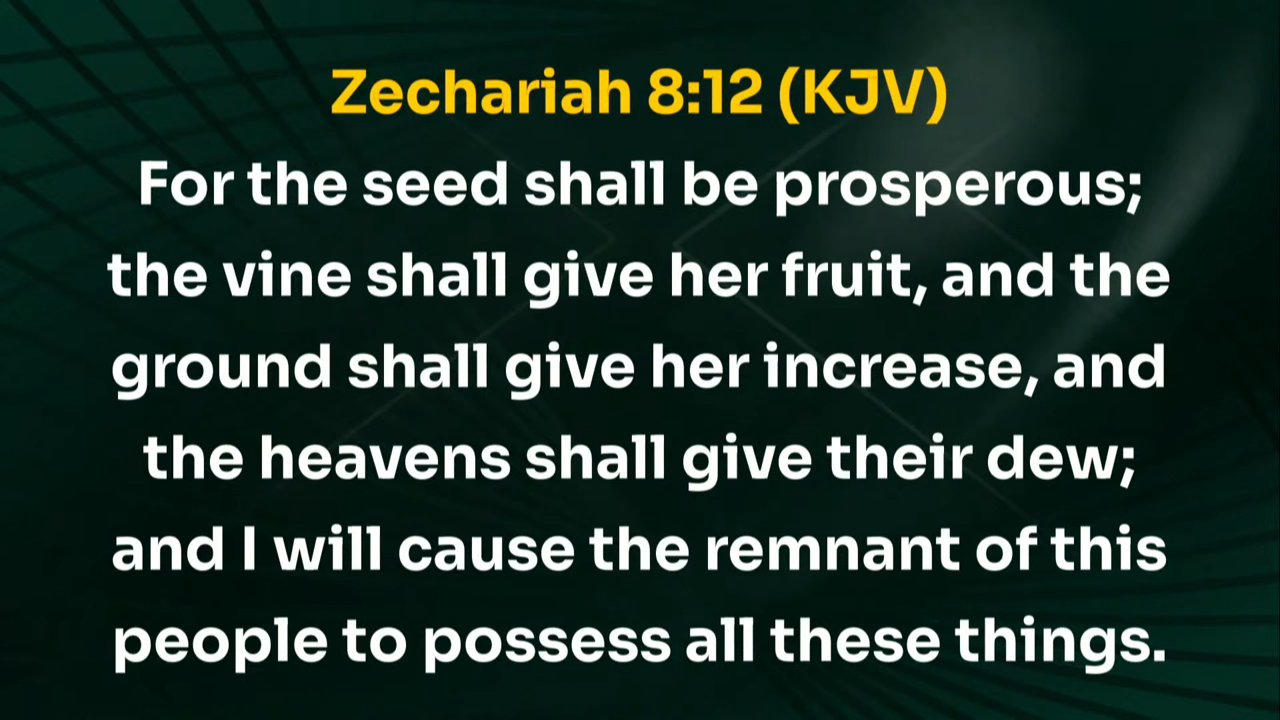 Zechariah 8:12 (KJV)
For the seed shall be prosperous;
the vine shall give her fruit, and the
ground shall give her increase, and
the heavens shall give their dew;
and I will cause the remnant of this
people to possess all these things.